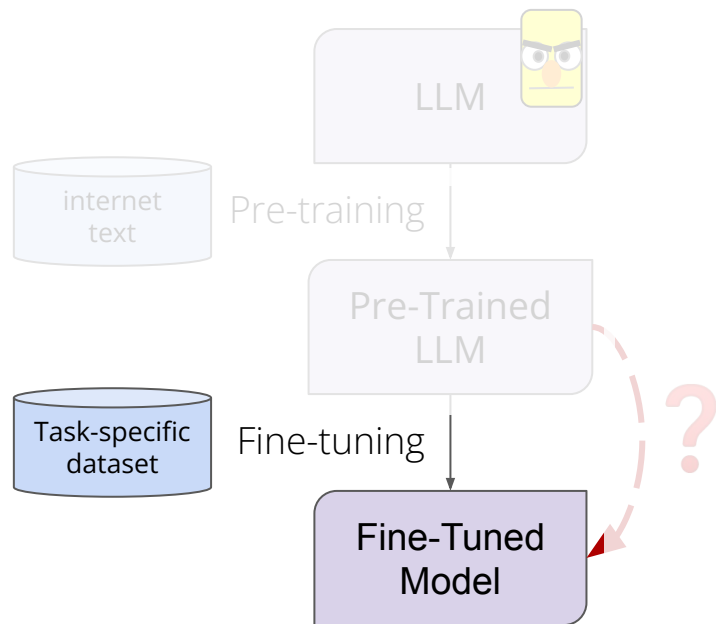 LLM
internet
text
Pre-training
Pre-Trained
LLM
Task-specific
dataset
Fine-tuning
?
Fine-Tuned
Model